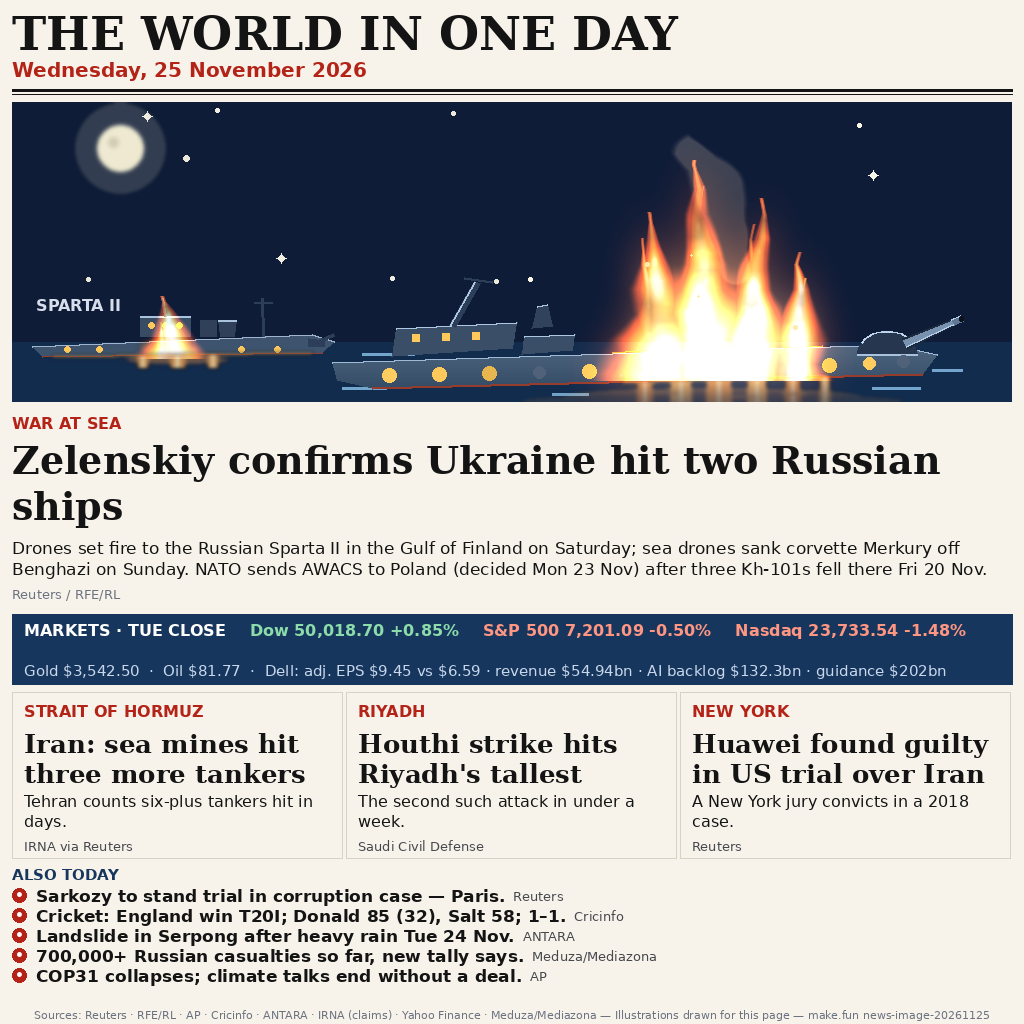 THE WORLD IN ONE DAY
Wednesday, 25 November 2026
SPARTA II
WAR AT SEA
Zelenskiy confirms Ukraine hit two Russian
ships
Drones set fire to the Russian Sparta II in the Gulf of Finland on Saturday; sea drones sank corvette Merkury off
Benghazi on Sunday. NATO sends AWACS to Poland (decided Mon 23 Nov) after three Kh-101s fell there Fri 20 Nov.
Reuters / RFE/RL
MARKETS · TUE CLOSE Dow 50,018.70 +0.85% S&P 500 7,201.09 -0.50% Nasdaq 23,733.54 -1.48%
Gold $3,542.50 · Oil $81.77 · Dell: adj. EPS $9.45 vs $6.59 · revenue $54.94bn · AI backlog $132.3bn · guidance $202bn
STRAIT OF HORMUZ
Iran: sea mines hit
three more tankers
Tehran counts six-plus tankers hit in
days.
IRNA via Reuters
RIYADH
Houthi strike hits
Riyadh's tallest
The second such attack in under a
week.
Saudi Civil Defense
NEW YORK
Huawei found guilty
in US trial over Iran
A New York jury convicts in a 2018
case.
Reuters
ALSO TODAY
Sarkozy to stand trial in corruption case — Paris. Reuters
Cricket: England win T20I; Donald 85 (32), Salt 58; 1–1. Cricinfo
Landslide in Serpong after heavy rain Tue 24 Nov. ANTARA
700,000+ Russian casualties so far, new tally says. Meduza/Mediazona
COP31 collapses; climate talks end without a deal. AP
Sources: Reuters · RFE/RL · AP · Cricinfo · ANTARA · IRNA (claims) · Yahoo Finance · Meduza/Mediazona — Illustrations drawn for this page — make.fun news-image-20261125